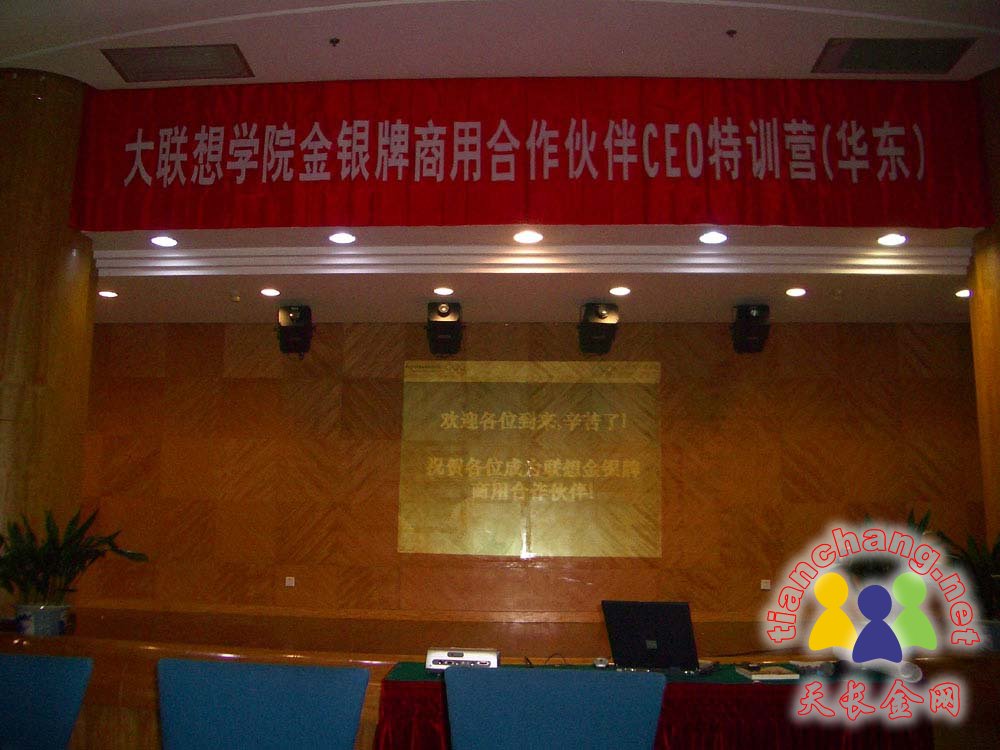 大联想学院金银牌商用合作伙伴CEO特训营(华东)
欢迎各位到来,辛苦了!
祝贺各位成为联想金银牌
商用合作伙伴!
tianchang.net
天长金网